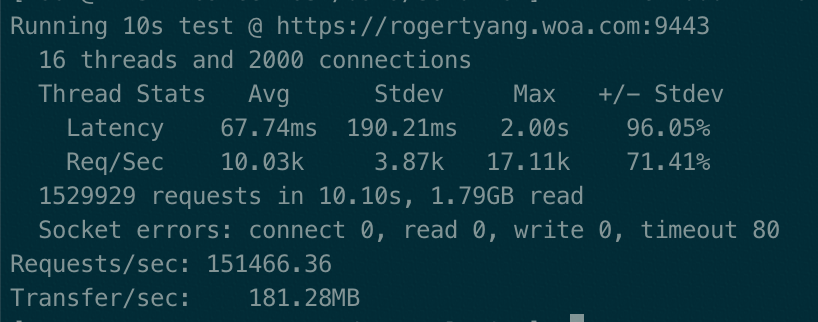 Running 10s test @ https://rogertyang.woa.com:9443
  16 threads and 2000 connections
  Thread Stats   Avg      Stdev     Max   +/- Stdev
    Latency    67.74ms  190.21ms   2.00s    96.05%
    Req/Sec    10.03k     3.87k   17.11k    71.41%
  1529929 requests in 10.10s, 1.79GB read
  Socket errors: connect 0, read 0, write 0, timeout 80
Requests/sec: 151466.36
Transfer/sec:    181.28MB